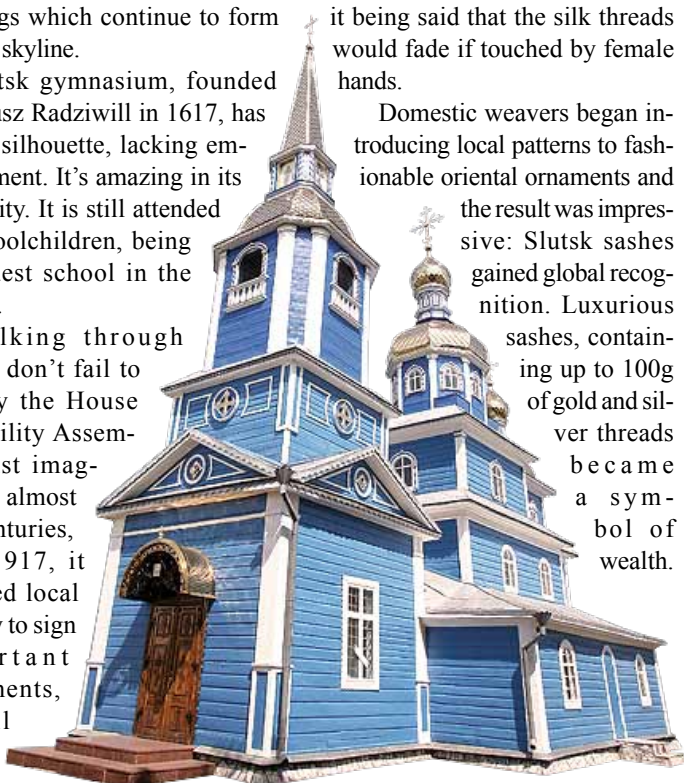 gs which continue to form
skyline.
tsk gymnasium, founded
usz Radziwill in 1617, has
silhouette, lacking em-
ment. It's amazing in its
ity. It is still attended
oolchildren, being
est school in the
lking through
don't fail to
y the House
ility Assem-
st imag-
almost
nturies,
917, it
ed local
y to sign
rtant
ments,
l
it being said that the silk threads
would fade if touched by female
hands.
Domestic weavers began in-
troducing local patterns to fash-
ionable oriental ornaments and
the result was impres-
sive: Slutsk sashes
gained global recog-
nition. Luxurious
sashes, contain-
ing up to 100g
of gold and sil-
ver threads
became
a sym-
bol of
wealth.